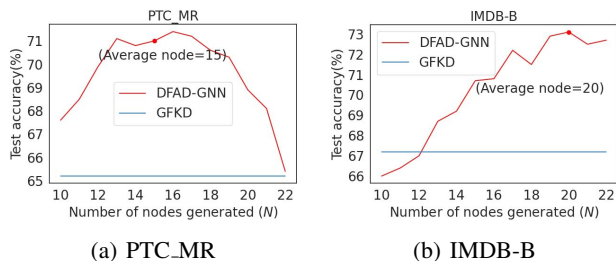 PTC_MR
71
70
69
68
67
66
65
Test accuracy(%)
(Average node=15)
DFAD-GNN
GFKD
10 12 14 16 18 20 22
Number of nodes generated (N)
(a) PTC_MR
IMDB-B
73
72
71
70
69
68
67
66
Test accuracy(%)
DFAD-GNN
GFKD
(Average node=20)
10 12 14 16 18 20 22
Number of nodes generated (N)
(b) IMDB-B